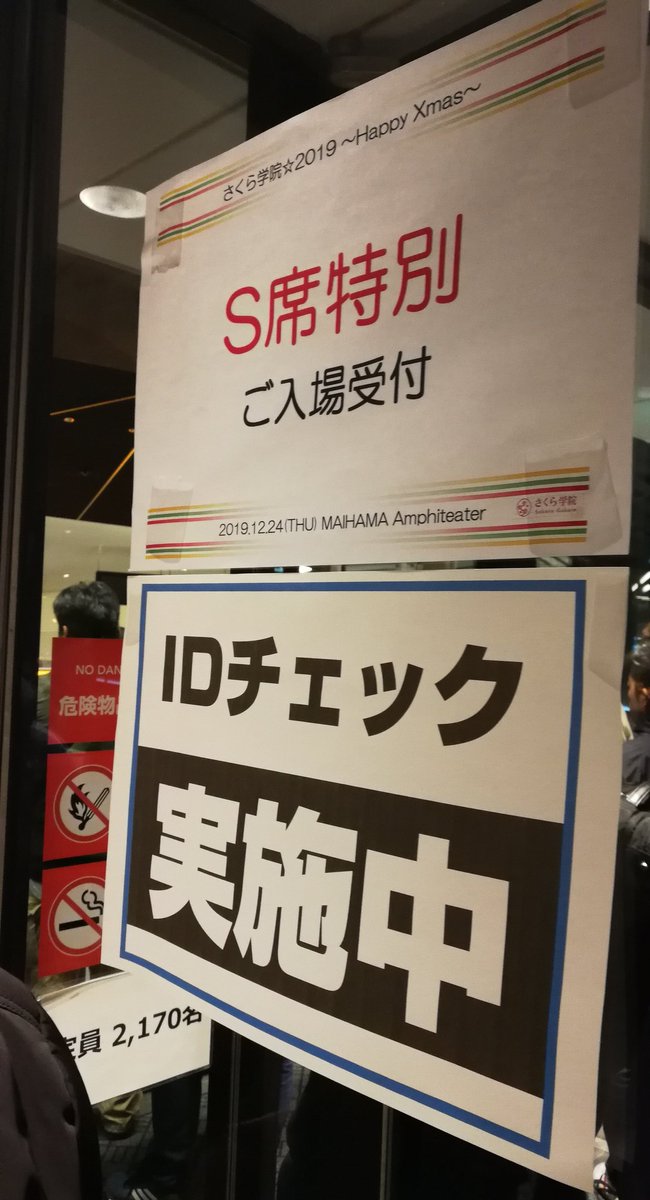 さくら学院☆2019 〜Happy Xmas〜
S席特別
ご入場受付
2019.12.24(THU) MAIHAMA Amphiteater
さくら学院
Sakura Gakuin
IDチェック
実施中
NO DAN
危険物
定員 2,170名